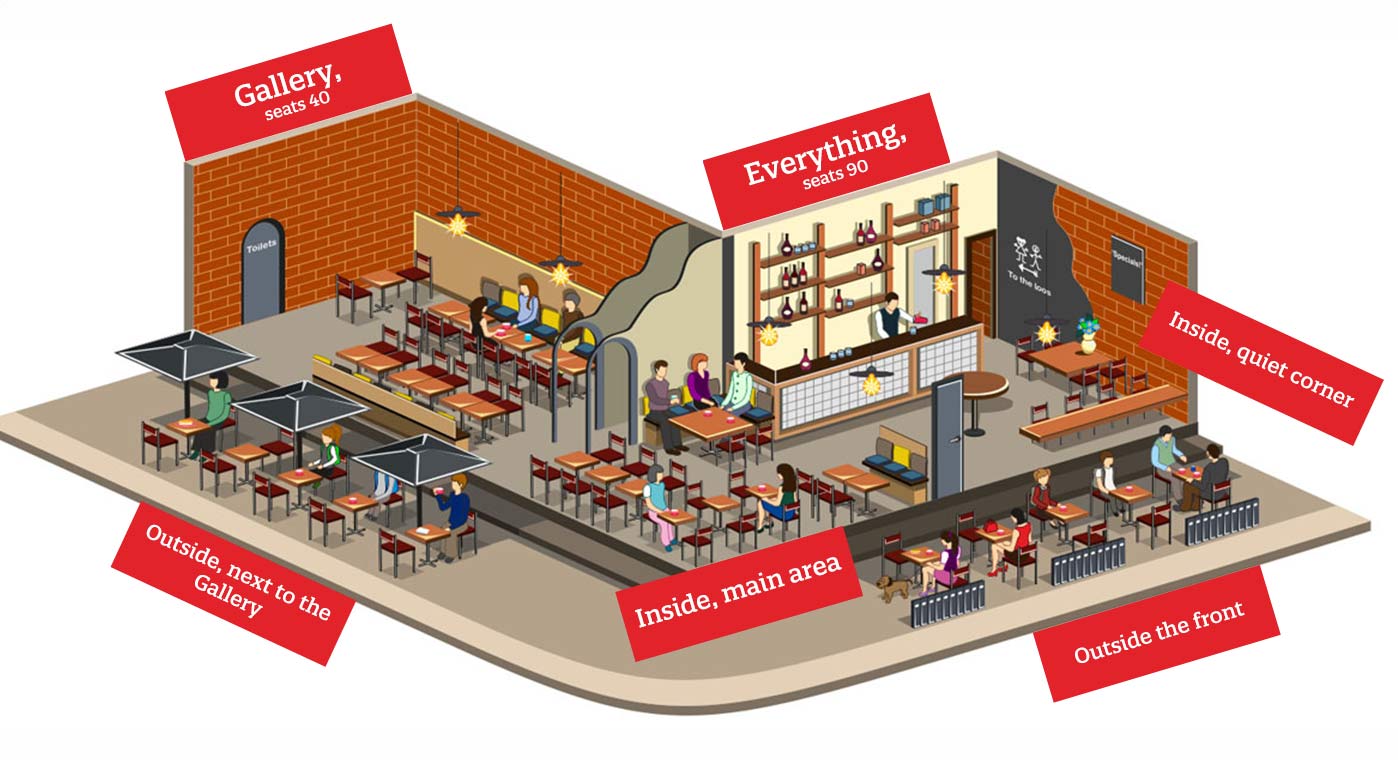 Gallery,
seats 40
Everything,
seats 90
Toilets
To the loos
Specials!
Inside, quiet corner
Outside, next to the
Gallery
Inside, main area
Outside the front